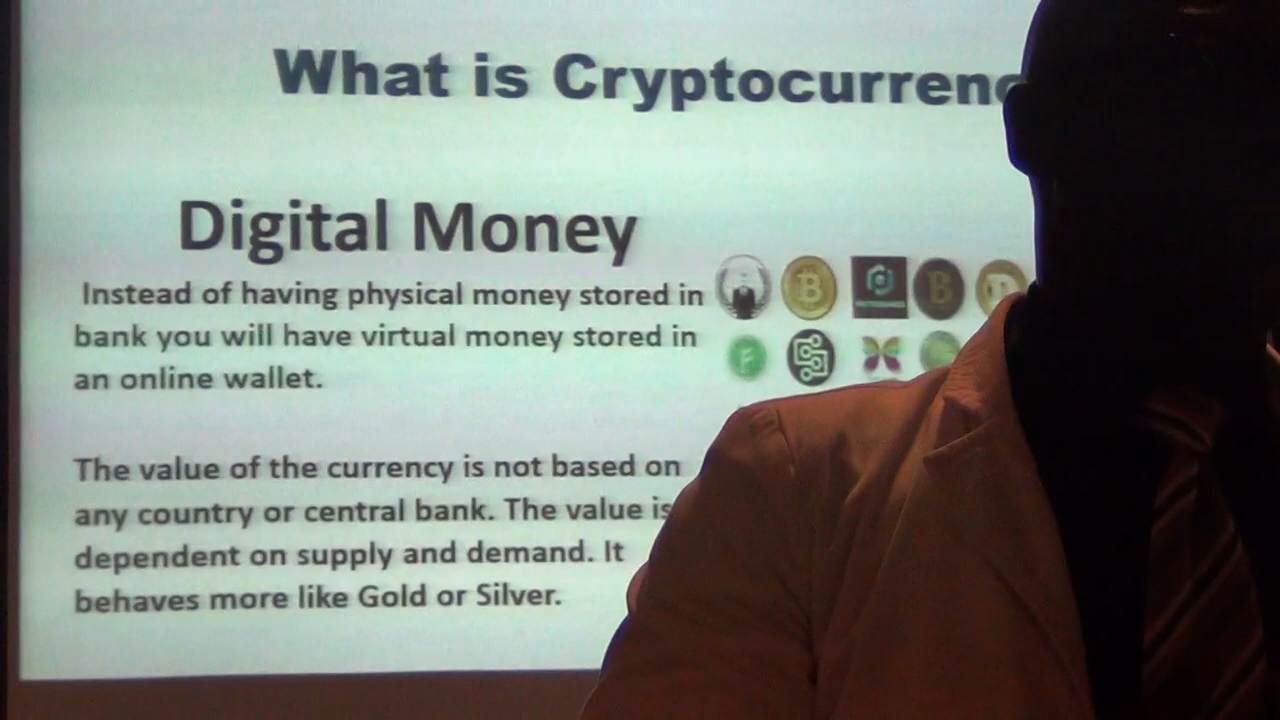 What is Cryptocurrenc
Digital Money
Instead of having physical money stored in
bank you will have virtual money stored in
an online wallet.
The value of the currency is not based on
any country or central bank. The value is
dependent on supply and demand. It
behaves more like Gold or Silver.